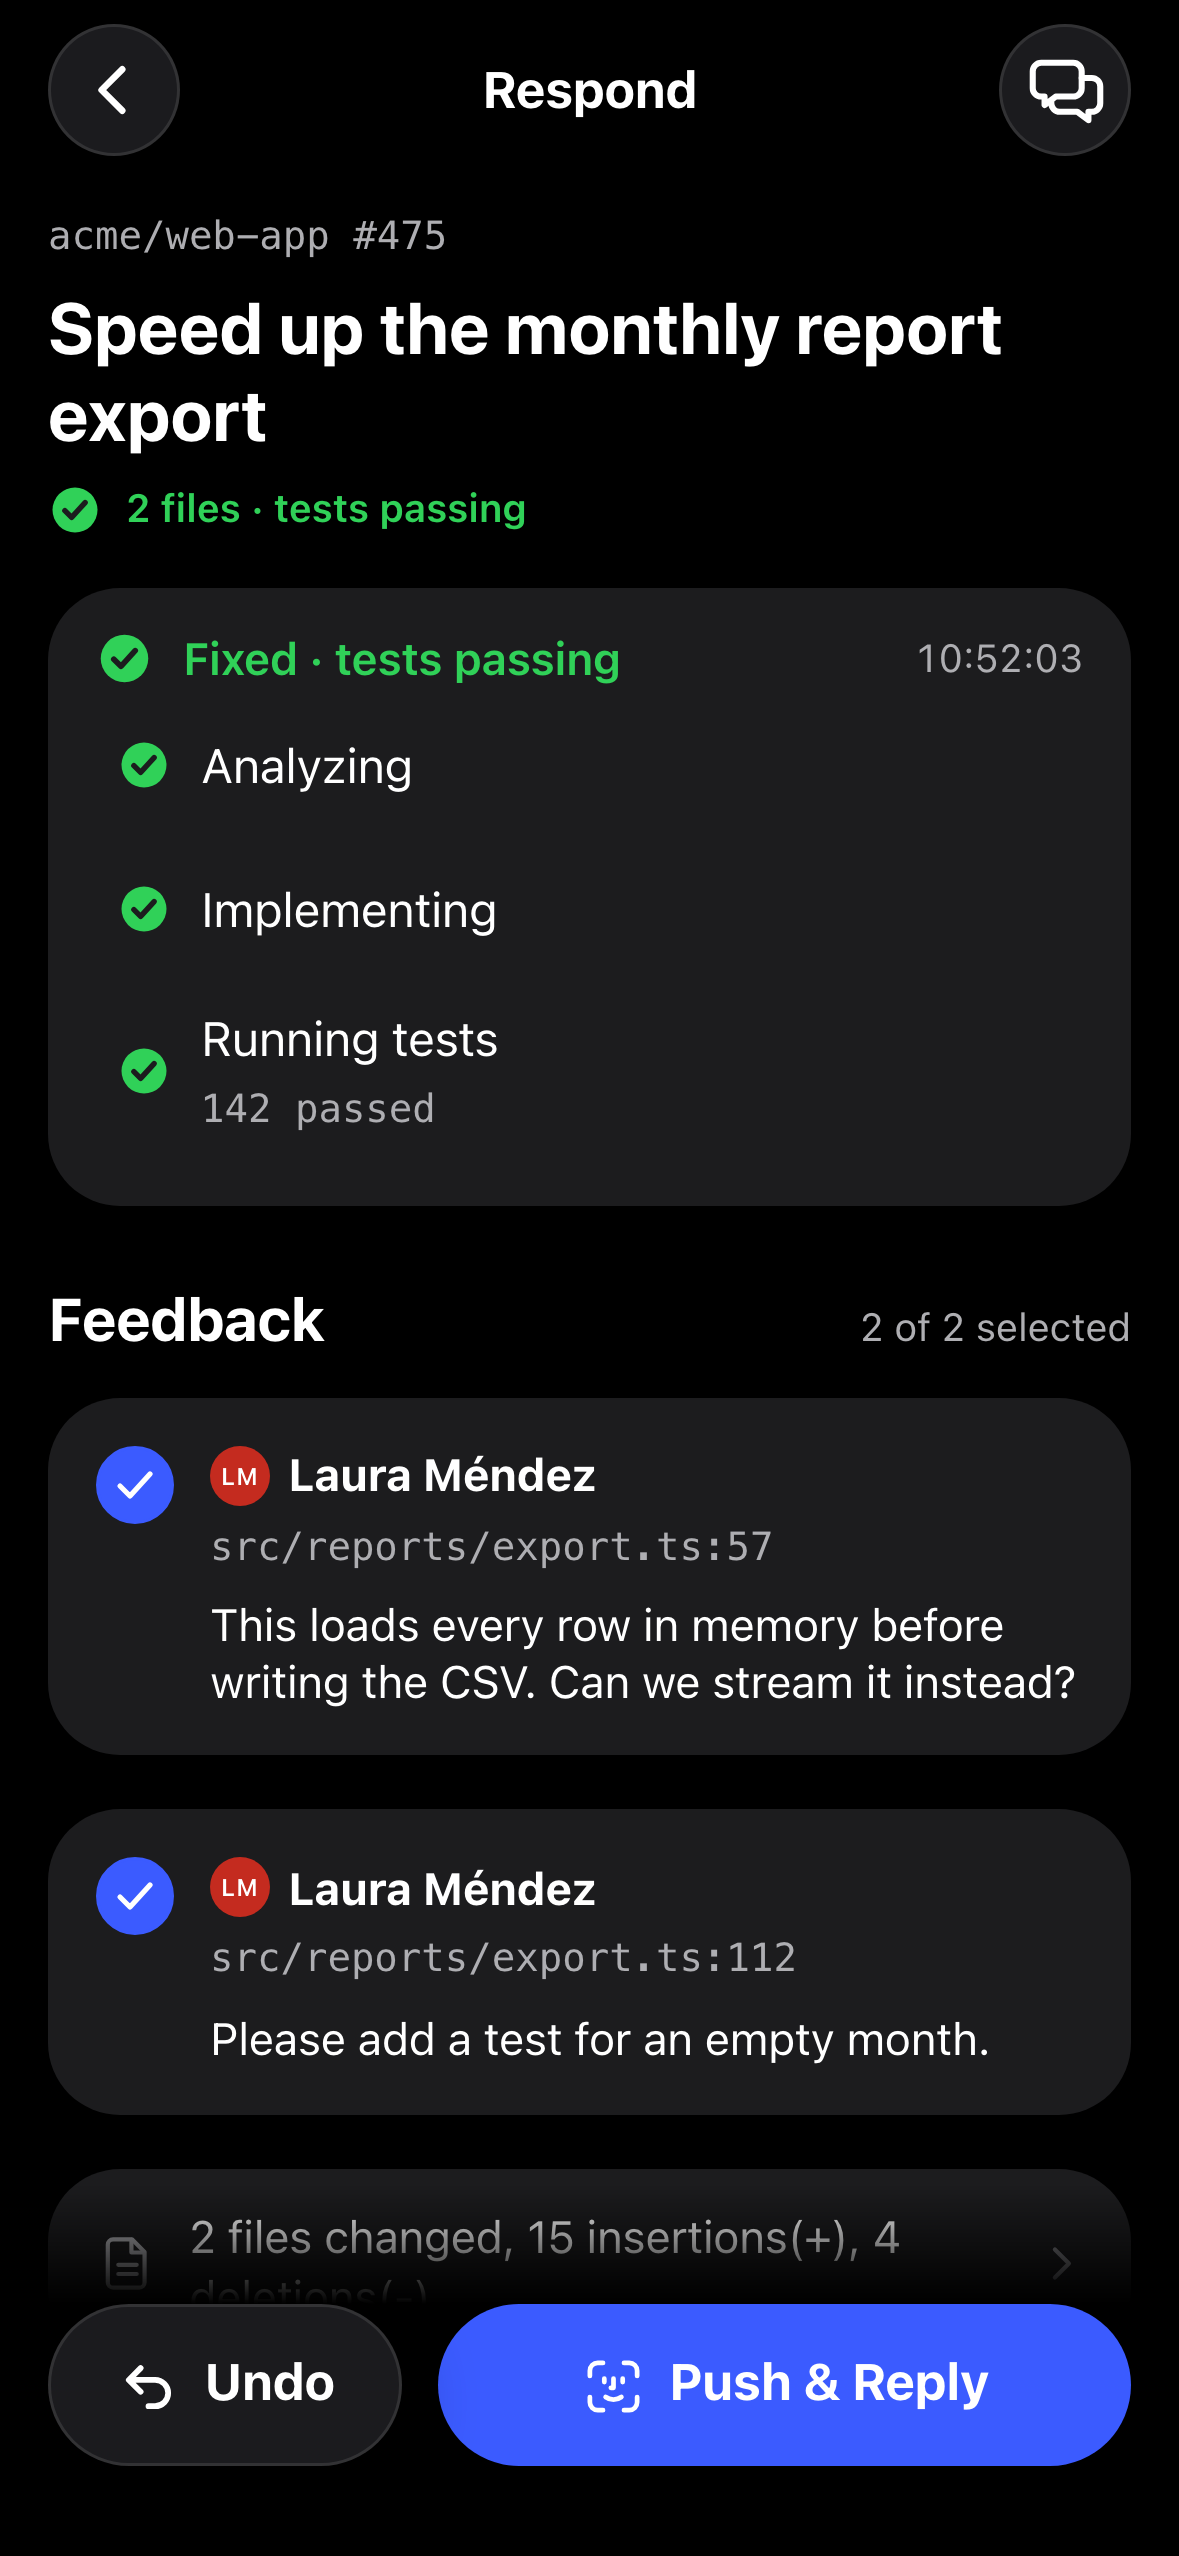 Respond
acme/web-app #475
Speed up the monthly report
export
2 files · tests passing
Fixed · tests passing
10:52:03
Analyzing
Implementing
Running tests
142 passed
Feedback
2 of 2 selected
LM Laura Méndez
src/reports/export.ts:57
This loads every row in memory before
writing the CSV. Can we stream it instead?
LM Laura Méndez
src/reports/export.ts:112
Please add a test for an empty month.
2 files changed, 15 insertions(+), 4
deletions(-)
Undo
Push & Reply